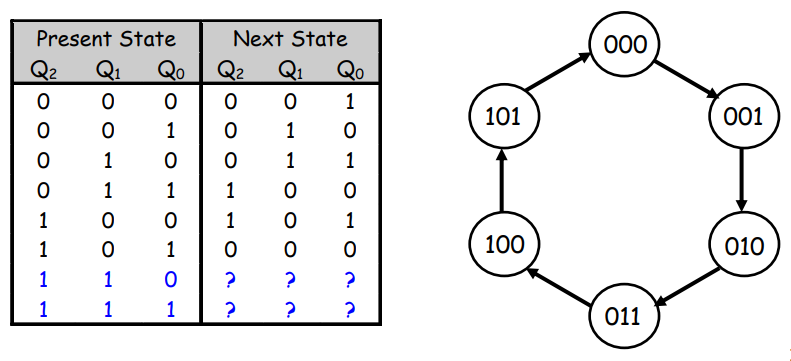 Present State Next State
Q2 Q1 Q0 Q2 Q1 Q0
0 0 0 0 0 1
0 0 1 0 1 0
0 1 0 0 1 1
0 1 1 1 0 0
1 0 0 1 0 1
1 0 1 0 0 0
1 1 0 ? ? ?
1 1 1 ? ? ?
000
101
001
100
010
011